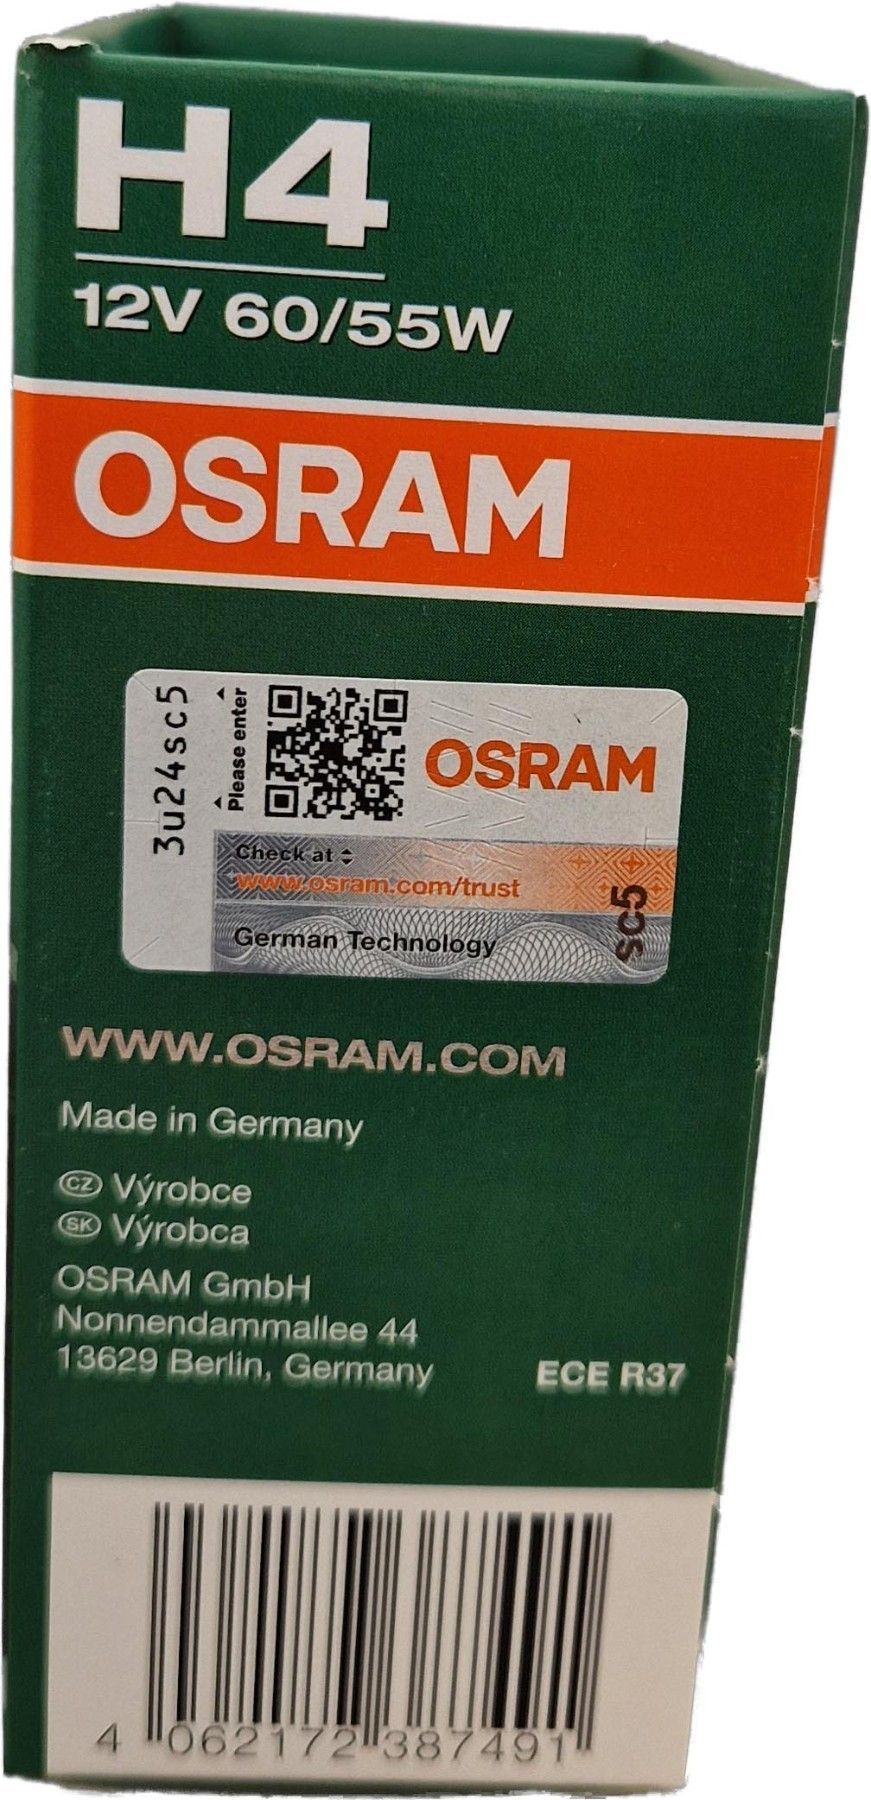 H4
12V 60/55W
OSRAM
3u24sc5
Please enter
OSRAM
Check at
www.osram.com/trust
sc5
German Technology
WWW.OSRAM.COM
Made in Germany
CZ Výrobce
SK Výrobca
OSRAM GmbH
Nonnendammallee 44
13629 Berlin, Germany
ECE R37
4 062172 387491